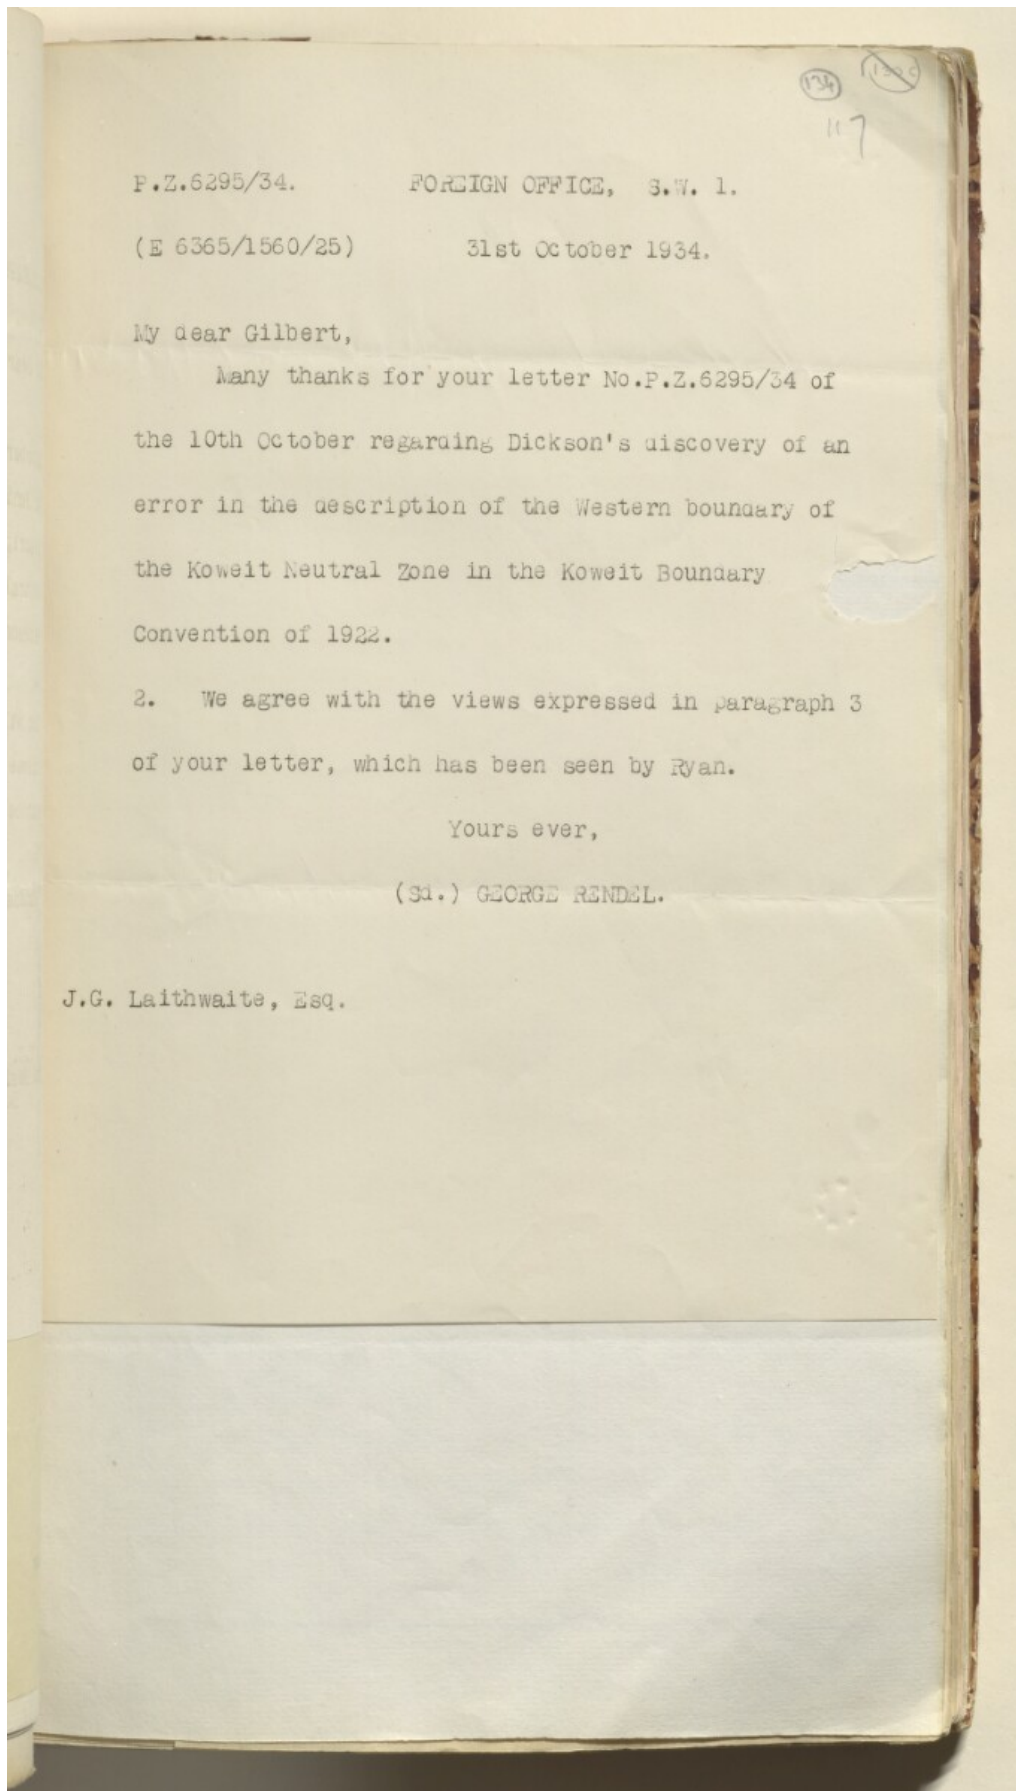 134
117
P.Z.6295/34. FOREIGN OFFICE, S.W. 1.
(E 6365/1560/25) 31st October 1934.
My dear Gilbert,
Many thanks for your letter No.P.Z.6295/34 of
the 10th October regarding Dickson's discovery of an
error in the description of the Western boundary of
the Koweit Neutral Zone in the Koweit Boundary
Convention of 1922.
2. We agree with the views expressed in paragraph 3
of your letter, which has been seen by Ryan.
Yours ever,
(Sd.) GEORGE RENDEL.
J.G. Laithwaite, Esq.